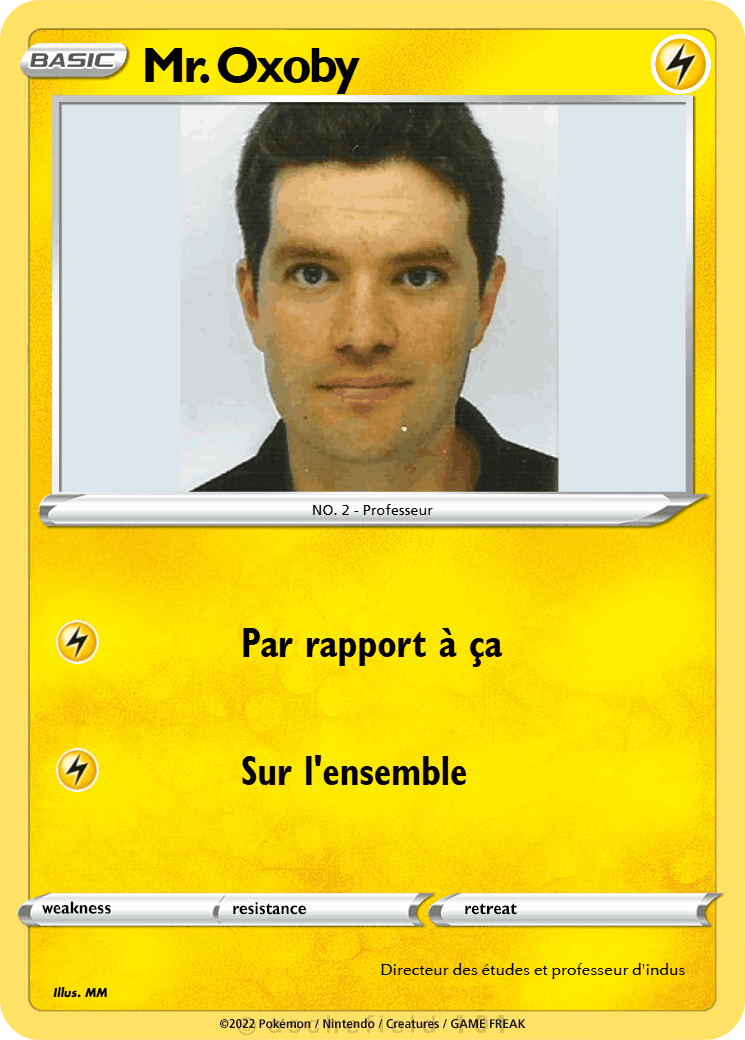 BASIC Mr. Oxoby
NO. 2 - Professeur
Par rapport à ça
Sur l'ensemble
weakness resistance retreat
Directeur des études et professeur d'indus
Illus. MM
©2022 Pokémon / Nintendo / Creatures / GAME FREAK